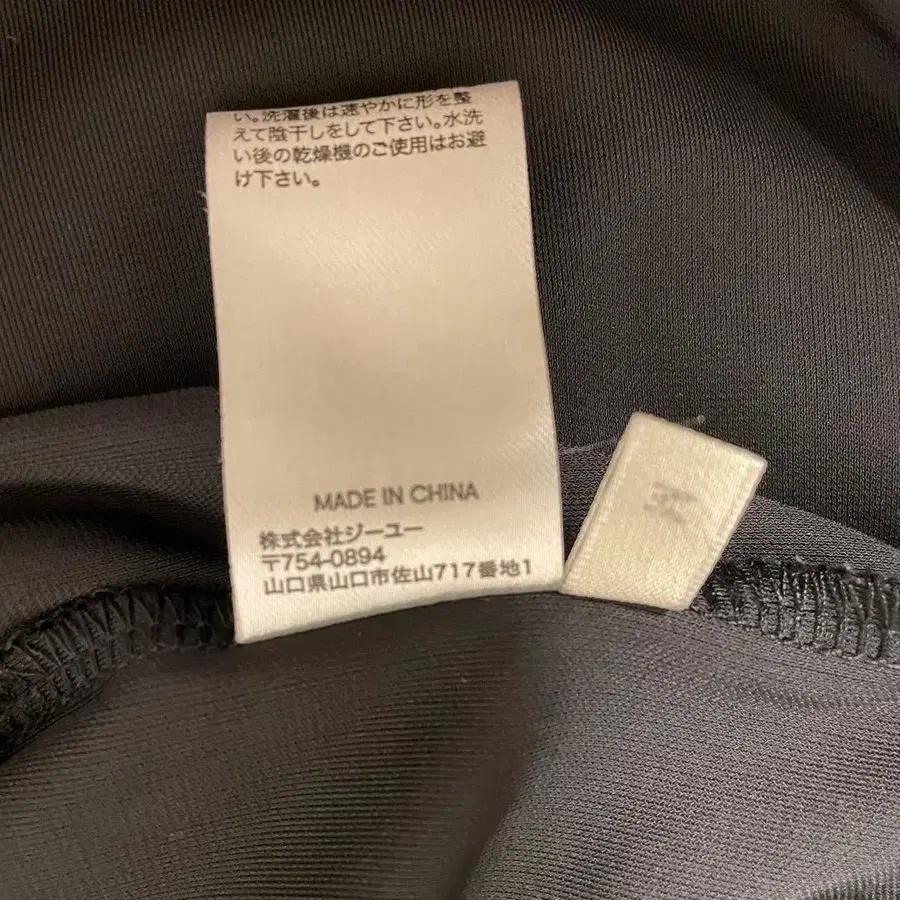 い。洗濯後は速やかに形を整
えて陰干しをして下さい。水洗
い後の乾燥機のご使用はお避
け下さい。
MADE IN CHINA
株式会社ジーユー
〒754-0894
山口県山口市佐山717番地1
M